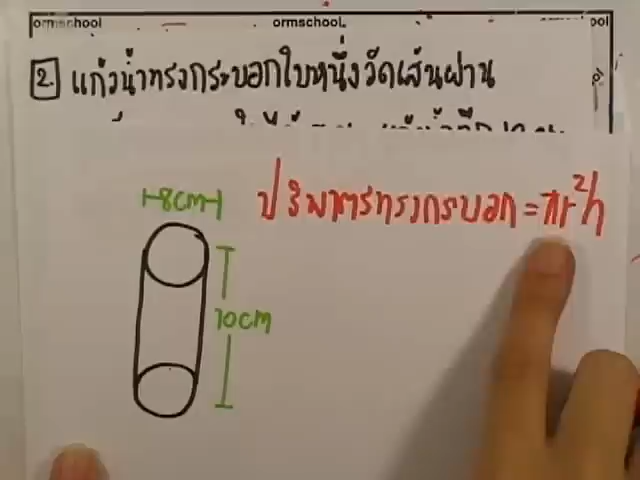 ormschool ormschool ool
2. แก้วน้ำทรงกระบอกใบหนึ่งวัดเส้นผ่าน
8cm
ปริมาตรทรงกระบอก = πr²h
10cm